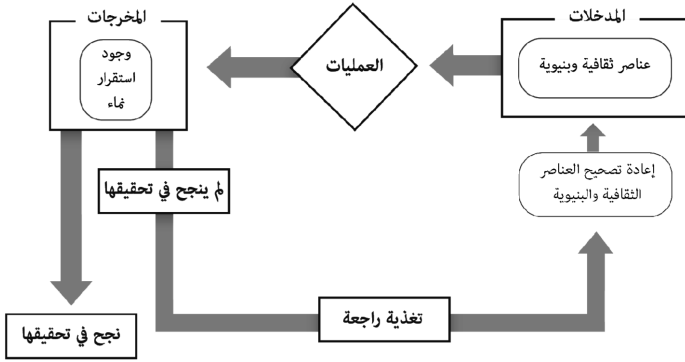 المدخلات
عناصر ثقافية وبنيوية
العمليات
المخرجات
وجود
استقرار
نماء
لم ينجح في تحقيقها
نجح في تحقيقها
تغذية راجعة
إعادة تصحيح العناصر
الثقافية والبنيوية